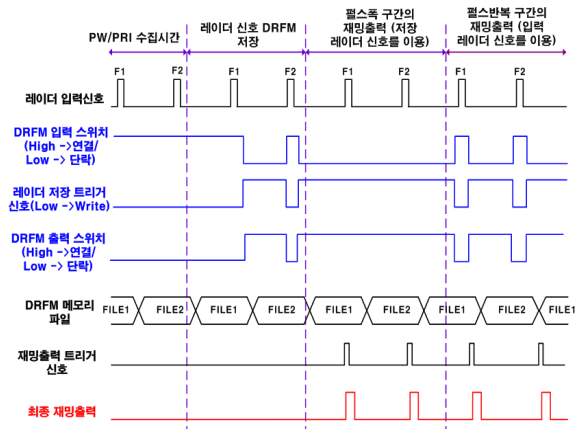 PW/PRI 수집시간
레이더 신호 DRFM
저장
펄스폭 구간의
재밍출력 (저장
레이더 신호를 이용)
펄스반복 구간의
재밍출력 (입력
레이더 신호를 이용)
F1 F2 F1 F2 F1 F2 F1 F2
레이더 입력신호
DRFM 입력 스위치
(High ->연결/
Low -> 단락)
레이더 저장 트리거
신호(Low ->Write)
DRFM 출력 스위치
(High ->연결/
Low -> 단락)
DRFM 메모리
파일
FILE1 FILE2 FILE1 FILE2 FILE1 FILE2 FILE1 FILE2 FILE1
재밍출력 트리거
신호
최종 재밍출력